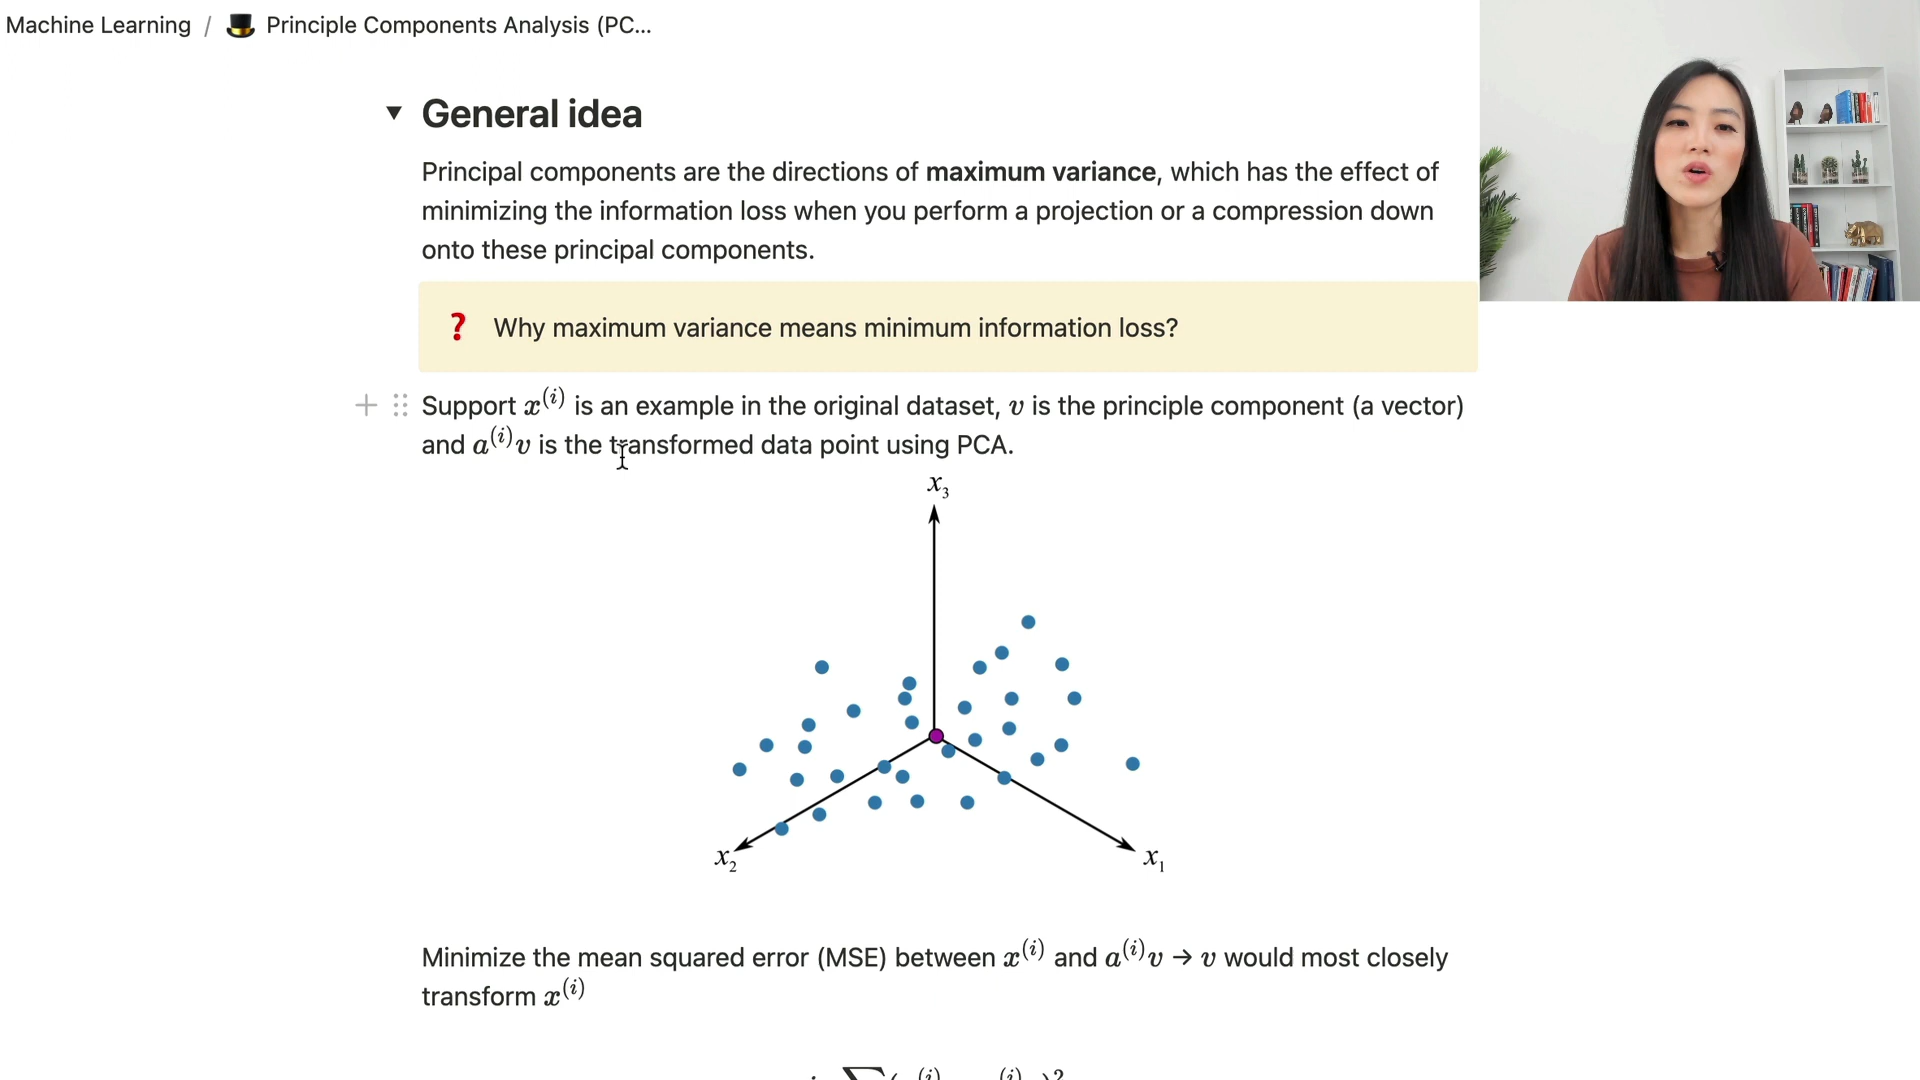 Machine Learning / 🎩 Principle Components Analysis (PC...
▼ General idea
Principal components are the directions of maximum variance, which has the effect of
minimizing the information loss when you perform a projection or a compression down
onto these principal components.
❓ Why maximum variance means minimum information loss?
Support x^(i) is an example in the original dataset, v is the principle component (a vector)
and a^(i)v is the transformed data point using PCA.
x₃
x₂
x₁
Minimize the mean squared error (MSE) between x^(i) and a^(i)v → v would most closely
transform x^(i)